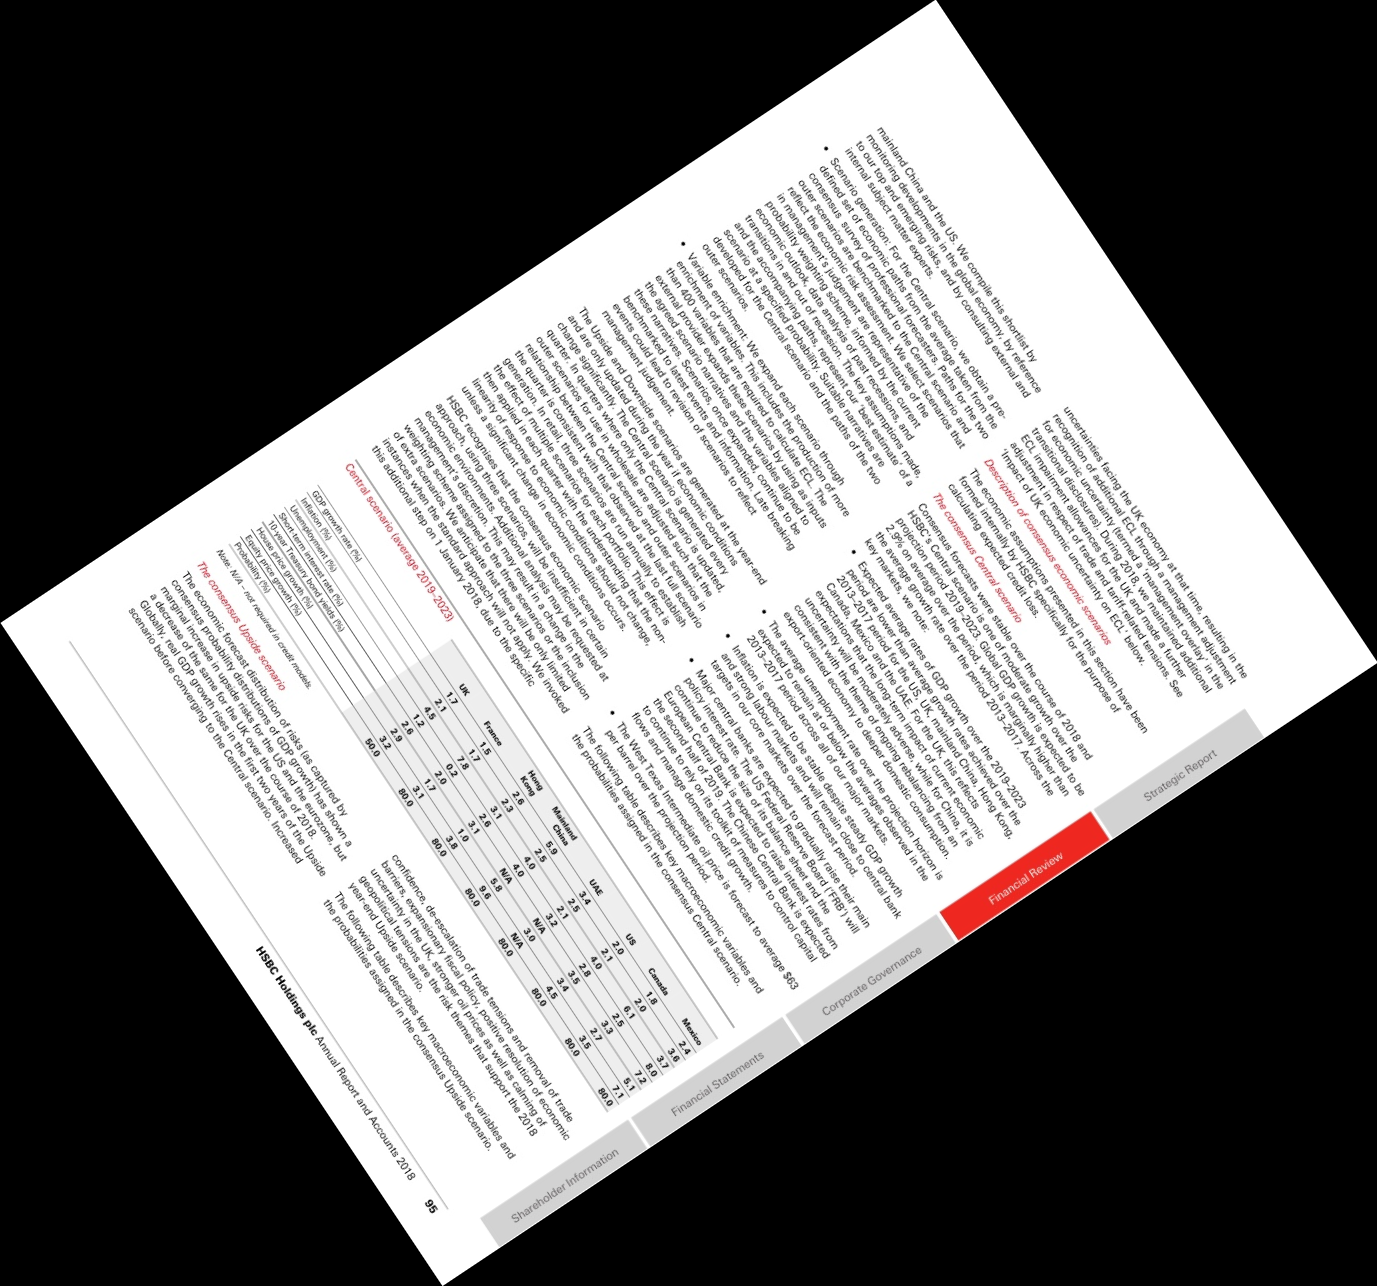 mainland China and the US. We compile this shortlist by
monitoring developments in the global economy, by reference
to our top and emerging risks, and by consulting external and
internal subject matter experts.
• Scenario generation: For the Central scenario, we obtain a pre-
defined set of economic paths from the average taken from the
consensus survey of professional forecasters. Paths for the two
outer scenarios are benchmarked to the Central scenario and
reflect the economic risk assessment. We select scenarios that
in management's judgement are representative of the
probability weighting scheme, informed by the current
economic outlook, data analysis of past recessions, and
transitions in and out of recession. The key assumptions made,
and the accompanying paths, represent our 'best estimate' of a
scenario at a specified probability. Suitable narratives are
developed for the Central scenario and the paths of the two
outer scenarios.
• Variable enrichment: We expand each scenario through
enrichment of variables. This includes the production of more
than 400 variables that are required to calculate ECL. The
external provider expands these scenarios by using as inputs
the agreed scenario narratives and the variables aligned to
these narratives. Scenarios, once expanded, continue to be
benchmarked to latest events and information. Late breaking
events could lead to revision of scenarios to reflect
management judgement.
The Upside and Downside scenarios are generated at the year-end
and are only updated during the year if economic conditions
change significantly. The Central scenario is generated every
quarter. In quarters where only the Central scenario is updated,
outer scenarios for use in wholesale are adjusted such that the
relationship between the Central scenario and outer scenarios in
the quarter is consistent with that observed at the last full scenario
generation. In retail, three scenarios are run annually to establish
the effect of multiple scenarios for each portfolio. This effect is
then applied in each quarter with the understanding that the non-
linearity of response to economic conditions should not change,
unless a significant change in economic conditions occurs.
HSBC recognises that the consensus economic scenario
approach, using three scenarios, will be insufficient in certain
economic environments. Additional analysis may be requested at
management's discretion. This may result in a change in the
weighting scheme assigned to the three scenarios or the inclusion
of extra scenarios. We anticipate that there will be only limited
instances when the standard approach will not apply. We invoked
this additional step on 1 January 2018, due to the specific
uncertainties facing the UK economy at that time, resulting in the
recognition of additional ECL through a management adjustment
for economic uncertainty (termed a 'management overlay' in the
transitional disclosures). During 2018, we maintained additional
ECL impairment allowances for the UK and made a further
adjustment in respect of trade and tariff-related tensions. See
'Impact of UK economic uncertainty on ECL' below.
Description of consensus economic scenarios
The economic assumptions presented in this section have been
formed internally by HSBC specifically for the purpose of
calculating expected credit loss.
The consensus Central scenario
Consensus forecasts were stable over the course of 2018 and
HSBC's Central scenario is one of moderate growth over the
projection period 2019-2023. Global GDP growth is expected to be
2.9% on average over the period, which is marginally higher than
the average growth rate over the period 2013–2017. Across the
key markets, we note:
• Expected average rates of GDP growth over the 2019–2023
period are lower than average growth rates achieved over the
2013–2017 period for the US, UK, mainland China, Hong Kong,
Canada, Mexico and the UAE. For the UK, this reflects
expectations that the long-term impact of current economic
uncertainty will be moderately adverse, while for China, it is
consistent with the theme of ongoing rebalancing from an
export-oriented economy to deeper domestic consumption.
• The average unemployment rate over the projection horizon is
expected to remain at or below the averages observed in the
2013–2017 period across all of our major markets.
• Inflation is expected to be stable despite steady GDP growth
and strong labour markets and will remain close to central bank
targets in our core markets over the forecast period.
• Major central banks are expected to gradually raise their main
policy interest rate. The US Federal Reserve Board ('FRB') will
continue to reduce the size of its balance sheet and the
European Central Bank is expected to raise interest rates from
the second half of 2019. The Chinese Central Bank is expected
to continue to rely on its toolkit of measures to control capital
flows and manage domestic credit growth.
• The West Texas Intermediate oil price is forecast to average $63
per barrel over the projection period.
The following table describes key macroeconomic variables and
the probabilities assigned in the consensus Central scenario.
Central scenario (average 2019–2023)
UK France Hong Kong Mainland China UAE US Canada Mexico
GDP growth rate (%) 1.7 1.5 2.6 5.9 3.4 2.0 1.8 2.4
Inflation (%) 2.1 1.7 2.3 2.5 2.5 2.1 2.0 3.6
Unemployment (%) 4.5 7.8 3.1 4.0 2.1 4.0 6.1 3.7
Short-term interest rate (%) 1.2 0.2 2.6 4.0 3.2 2.8 2.5 8.0
10-year Treasury bond yields (%) 2.6 2.0 3.1 N/A N/A 3.5 3.3 7.2
House price growth (%) 2.9 1.7 1.0 5.8 3.0 3.4 2.7 5.1
Equity price growth (%) 3.2 3.1 3.8 9.6 N/A 4.5 3.5 7.1
Probability (%) 50.0 80.0 80.0 80.0 80.0 80.0 80.0 80.0
Note: N/A – not required in credit models.
The consensus Upside scenario
The economic forecast distribution of risks (as captured by
consensus probability distributions of GDP growth) has shown a
marginal increase in upside risks for the US and the eurozone, but
a decrease of the same for the UK over the course of 2018.
Globally, real GDP growth rises in the first two years of the Upside
scenario before converging to the Central scenario. Increased
confidence, de-escalation of trade tensions and removal of trade
barriers, expansionary fiscal policy, positive resolution of economic
uncertainty in the UK, stronger oil prices as well as calming of
geopolitical tensions are the risk themes that support the 2018
year-end Upside scenario.
The following table describes key macroeconomic variables and
the probabilities assigned in the consensus Upside scenario.
HSBC Holdings plc Annual Report and Accounts 2018 95
Strategic Report
Financial Review
Corporate Governance
Financial Statements
Shareholder Information